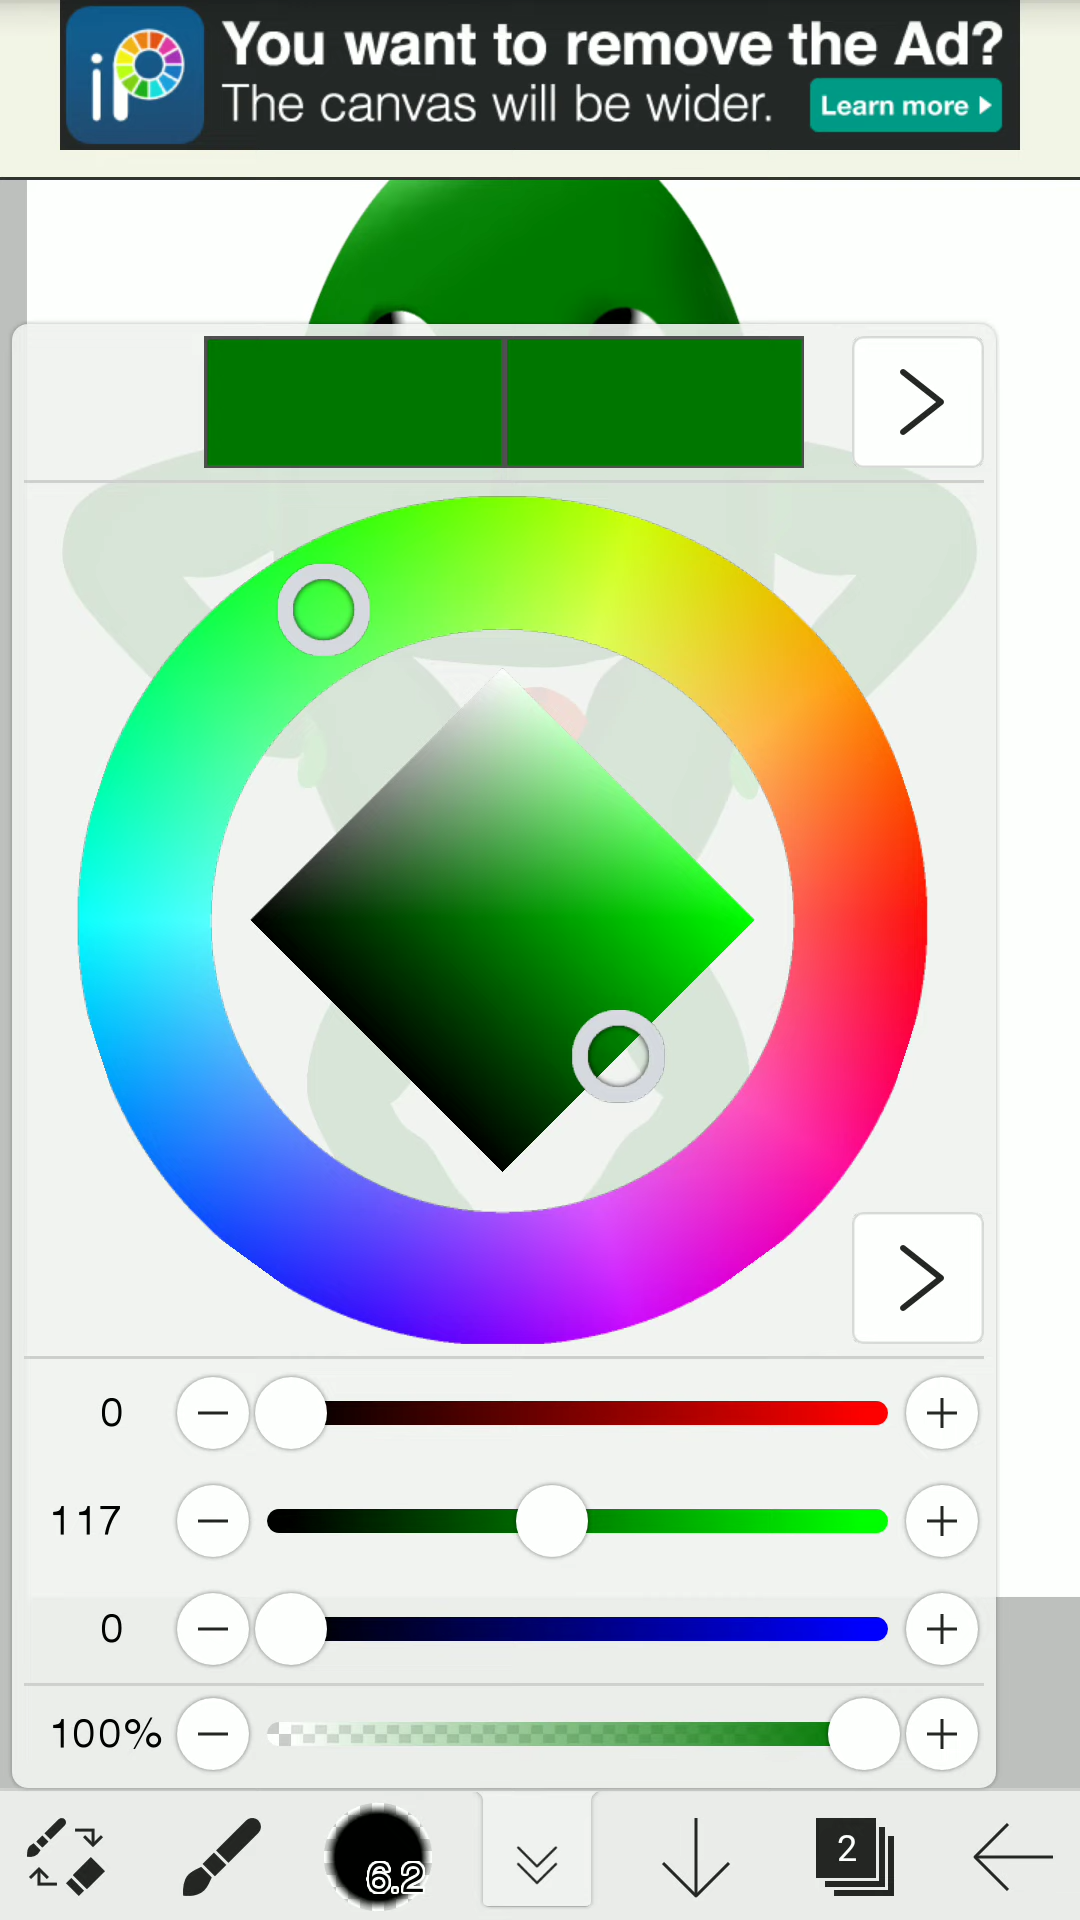 iP
You want to remove the Ad?
The canvas will be wider.
Learn more
0
117
0
100%
6.2
2